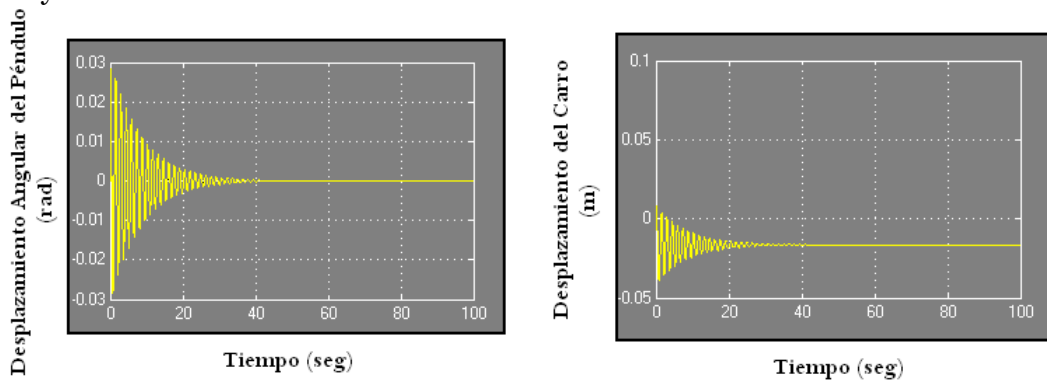 y
Desplazamiento Angular del Péndulo
(rad)
0.03
0.02
0.01
0
-0.01
-0.02
-0.03
0 20 40 60 80 100
Tiempo (seg)
Desplazamiento del Carro
(m)
0.1
0.05
0
-0.05
0 20 40 60 80 100
Tiempo (seg)